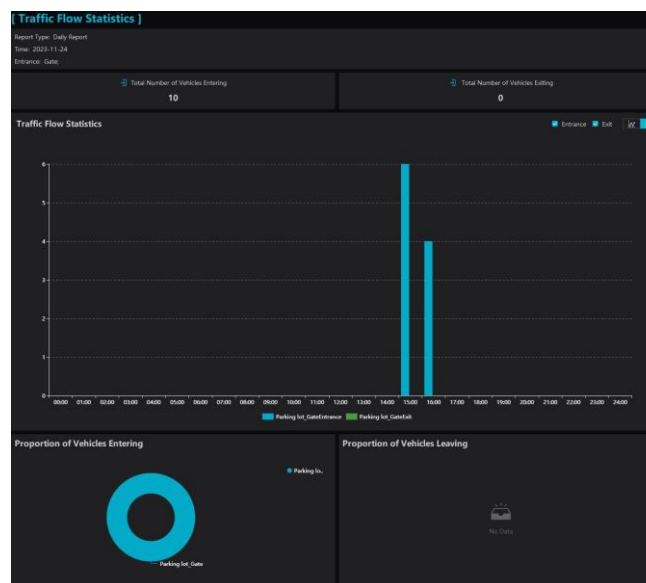 [ Traffic Flow Statistics ]
Report Type: Daily Report
Time: 2023-11-24
Entrance: Gate;
Total Number of Vehicles Entering
10
Total Number of Vehicles Exiting
0
Traffic Flow Statistics
Entrance Exit
6
5
4
3
2
1
0
00:00 01:00 02:00 03:00 04:00 05:00 06:00 07:00 08:00 09:00 10:00 11:00 12:00 13:00 14:00 15:00 16:00 17:00 18:00 19:00 20:00 21:00 22:00 23:00 24:00
Parking lot_GateEntrance Parking lot_GateExit
Proportion of Vehicles Entering
Parking lo..
Parking lot_Gate
Proportion of Vehicles Leaving
No Data